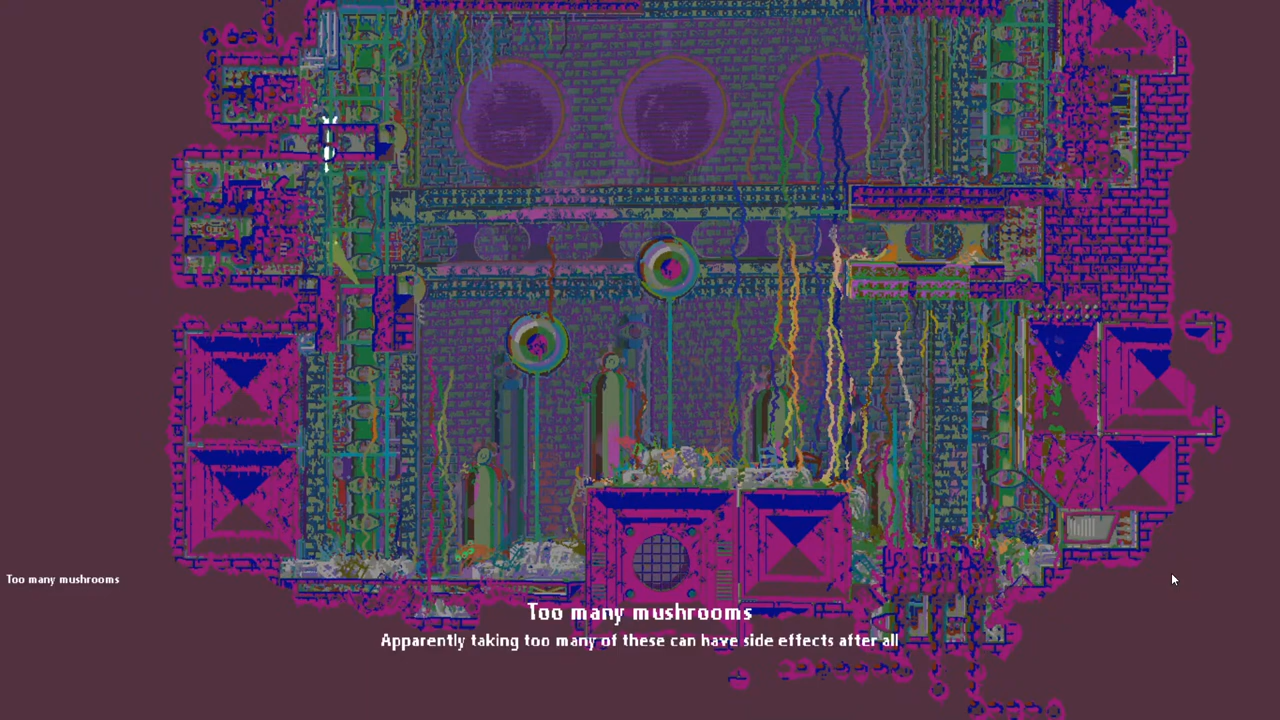 Too many mushrooms
Too many mushrooms
Apparently taking too many of these can have side effects after all